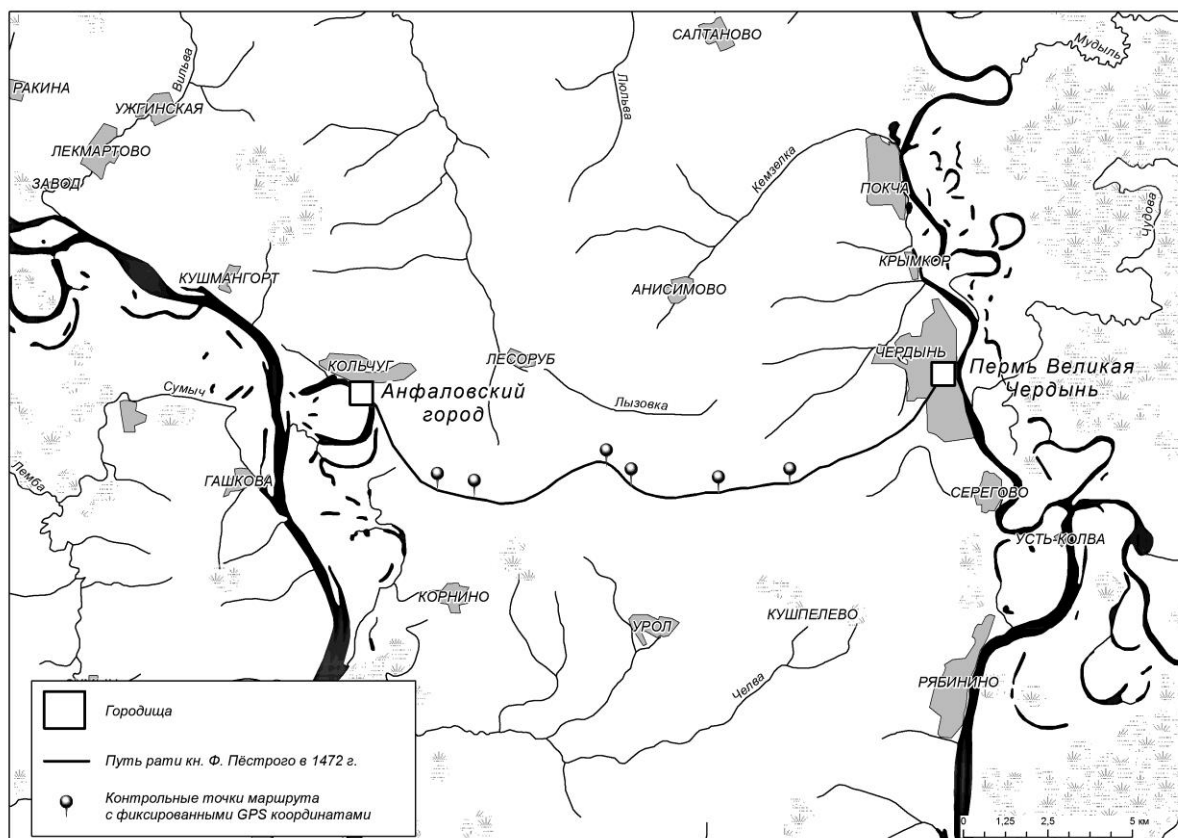 САЛТАНОВО
Мудыль
РАКИНА
Вильва
УЖГИНСКАЯ
Люльва
ЛЕКМАРТОВО
Кемзелка
ЗАВОД
ПОКЧА
Чудова
КУШМАНГОРТ
КРЫМКОР
АНИСИМОВО
КОЛЬЧУГ
ЛЕСОРУБ
ЧЕРДЫНЬ
Пермь Великая
Чердынь
Сумыч
Анфаловский
город
Лызовка
Лемба
ГАШКОВА
СЕРЕГОВО
УСТЬ-КОЛВА
КОРНИНО
УРОЛ
КУШПЕЛЕВО
Челва
РЯБИНИНО
Городища
Путь рати кн. Ф. Пёстрого в 1472 г.
Контрольные точки маршрута
с фиксированными GPS координатами
0 1,25 2,5 5 км